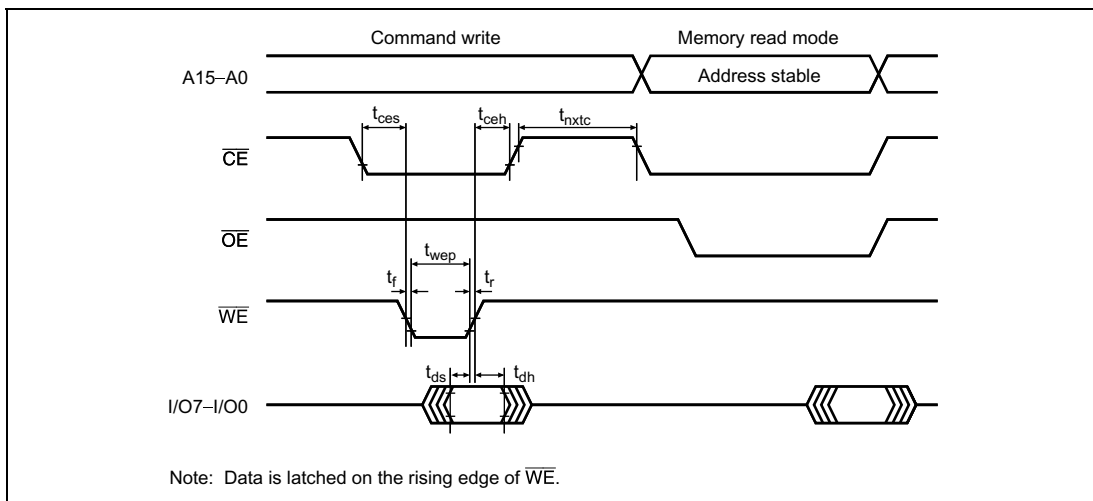 Command write Memory read mode
A15–A0 Address stable
tces tceh tnxtc
CE
OE
twep
tf tr
WE
tds tdh
I/O7–I/O0
Note: Data is latched on the rising edge of WE.